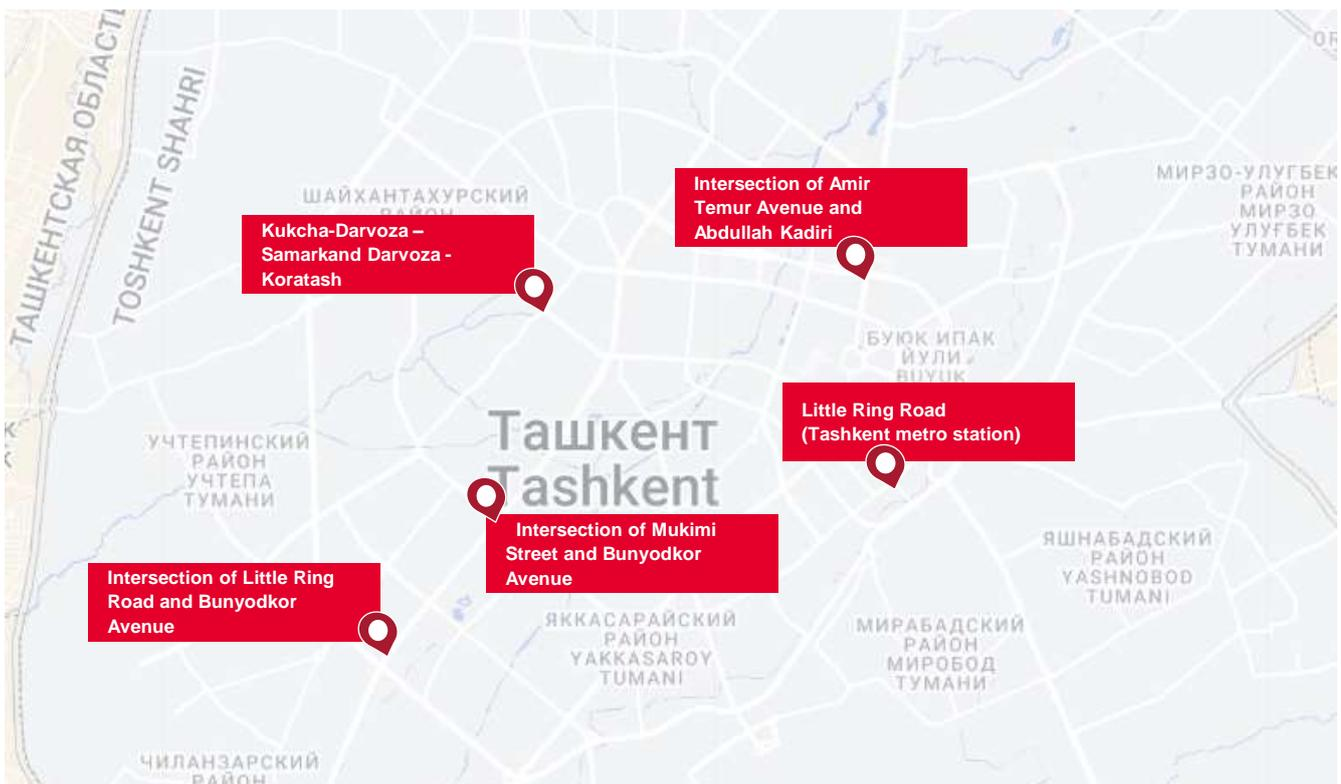 ТАШКЕНТСКАЯ ОБЛАСТЬ
TOSHKENT SHAHRI
ШАЙХАНТАХУРСКИЙ
РАЙОН
Kukcha-Darvoza –
Samarkand Darvoza -
Koratash
Intersection of Amir
Temur Avenue and
Abdullah Kadiri
МИРЗО-УЛУГБЕК
РАЙОН
МИРЗО
УЛУҒБЕК
ТУМАНИ
БУЮК ИПАК
ЙУЛИ
BUYUK
Little Ring Road
(Tashkent metro station)
Ташкент
Tashkent
УЧТЕПИНСКИЙ
РАЙОН
УЧТЕПА
ТУМАНИ
Intersection of Mukimi
Street and Bunyodkor
Avenue
Intersection of Little Ring
Road and Bunyodkor
Avenue
ЯШНАБАДСКИЙ
РАЙОН
YASHNOBOD
TUMANI
ЯККАСАРАЙСКИЙ
РАЙОН
YAKKASAROY
TUMANI
МИРАБАДСКИЙ
РАЙОН
МИРОБОД
ТУМАНИ
ЧИЛАНЗАРСКИЙ
РАЙОН